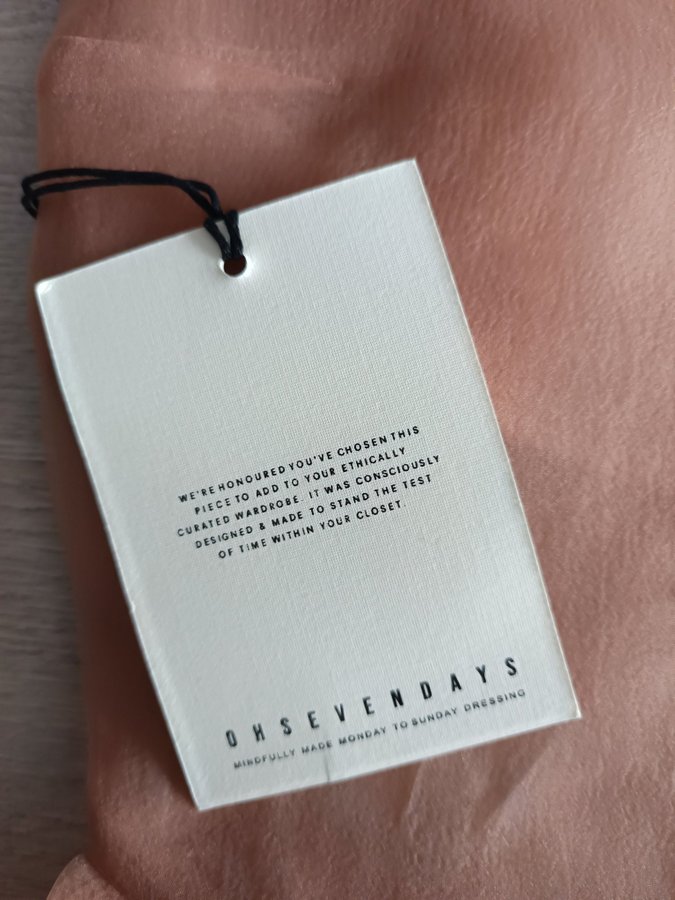 WE'RE HONOURED YOU'VE CHOSEN THIS
PIECE TO ADD TO YOUR ETHICALLY
CURATED WARDROBE. IT WAS CONSCIOUSLY
DESIGNED & MADE TO STAND THE TEST
OF TIME WITHIN YOUR CLOSET.
OHSEVENDAYS
MINDFULLY MADE MONDAY TO SUNDAY DRESSING